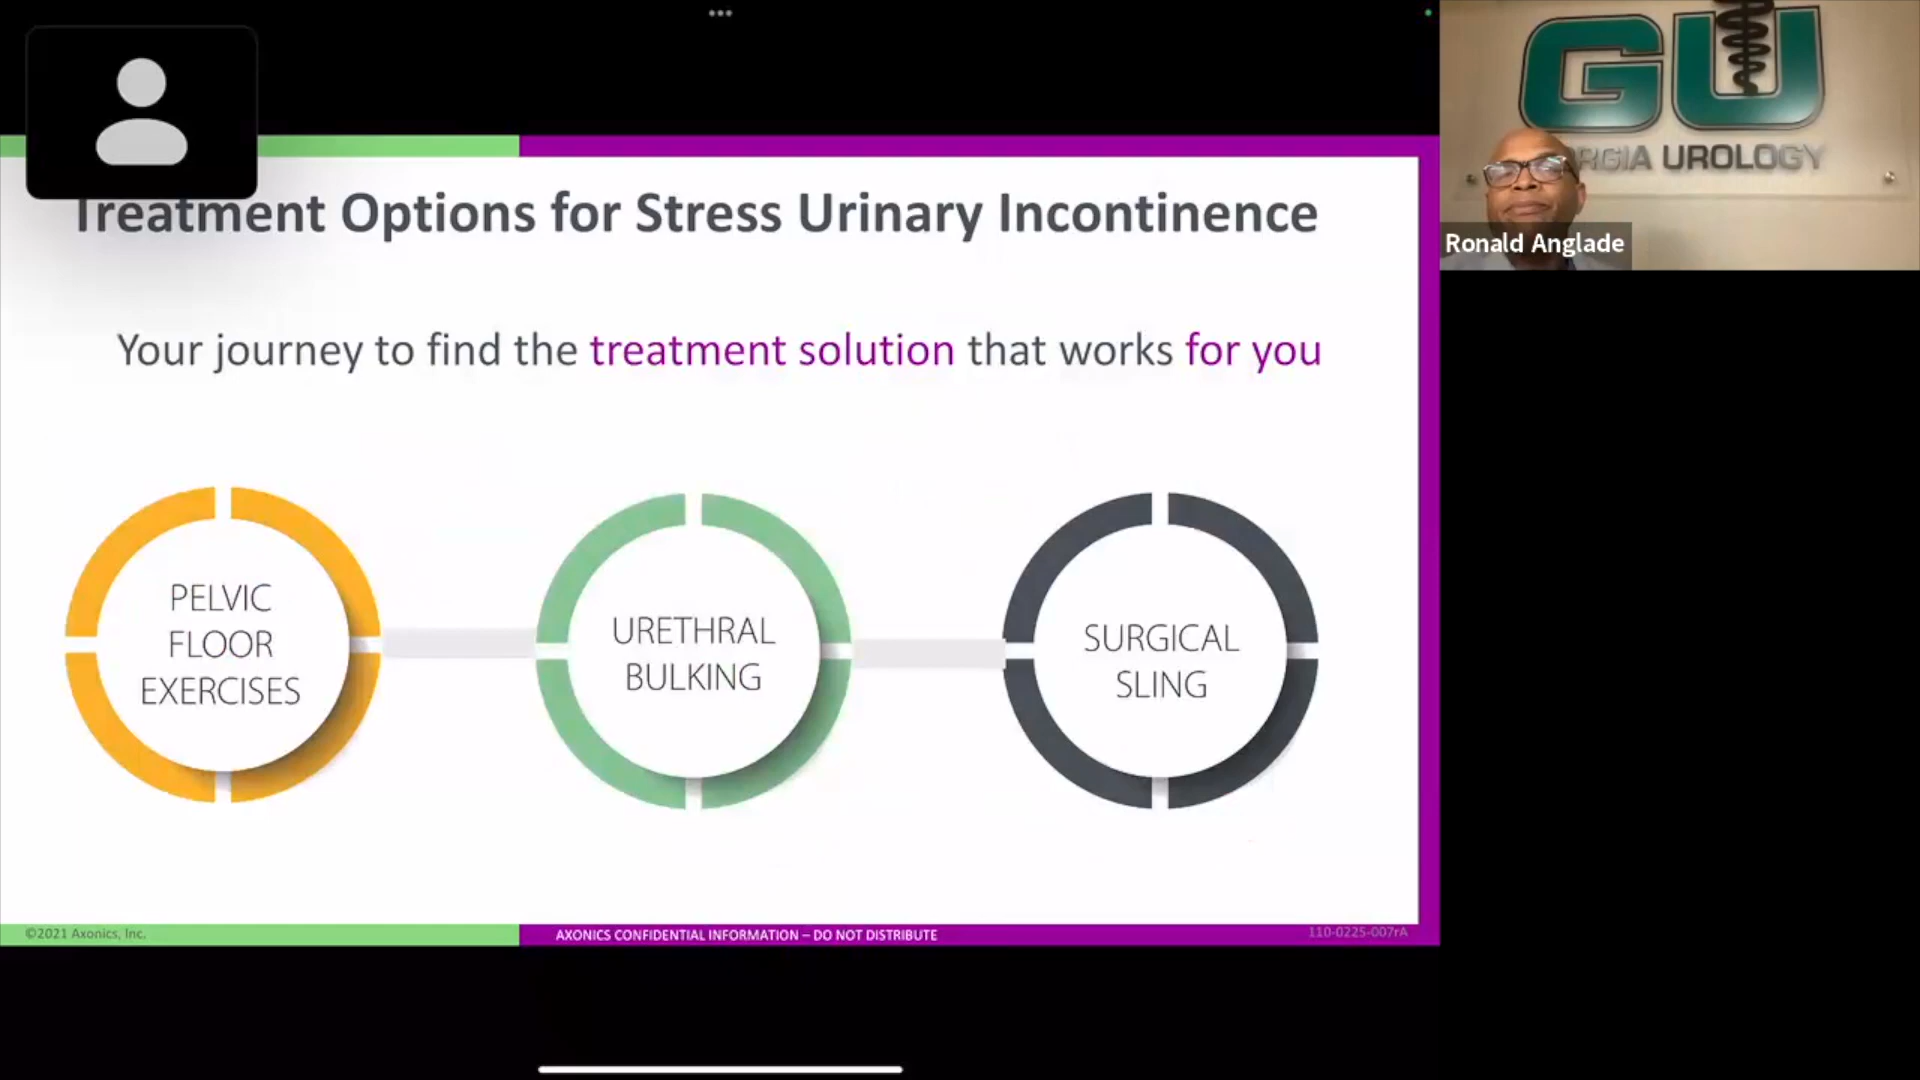 Treatment Options for Stress Urinary Incontinence
Your journey to find the treatment solution that works for you
PELVIC
FLOOR
EXERCISES
URETHRAL
BULKING
SURGICAL
SLING
©2021 Axonics, Inc.
AXONICS CONFIDENTIAL INFORMATION – DO NOT DISTRIBUTE
110-0225-007rA
GU
RGIA UROLOGY
Ronald Anglade